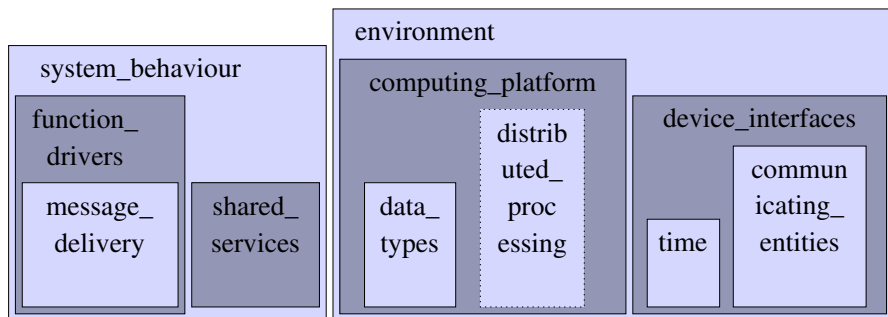 environment
system_behaviour
computing_platform
function_
drivers
distrib
uted_
proc
essing
device_interfaces
commun
icating_
entities
message_
delivery
shared_
services
data_
types
time